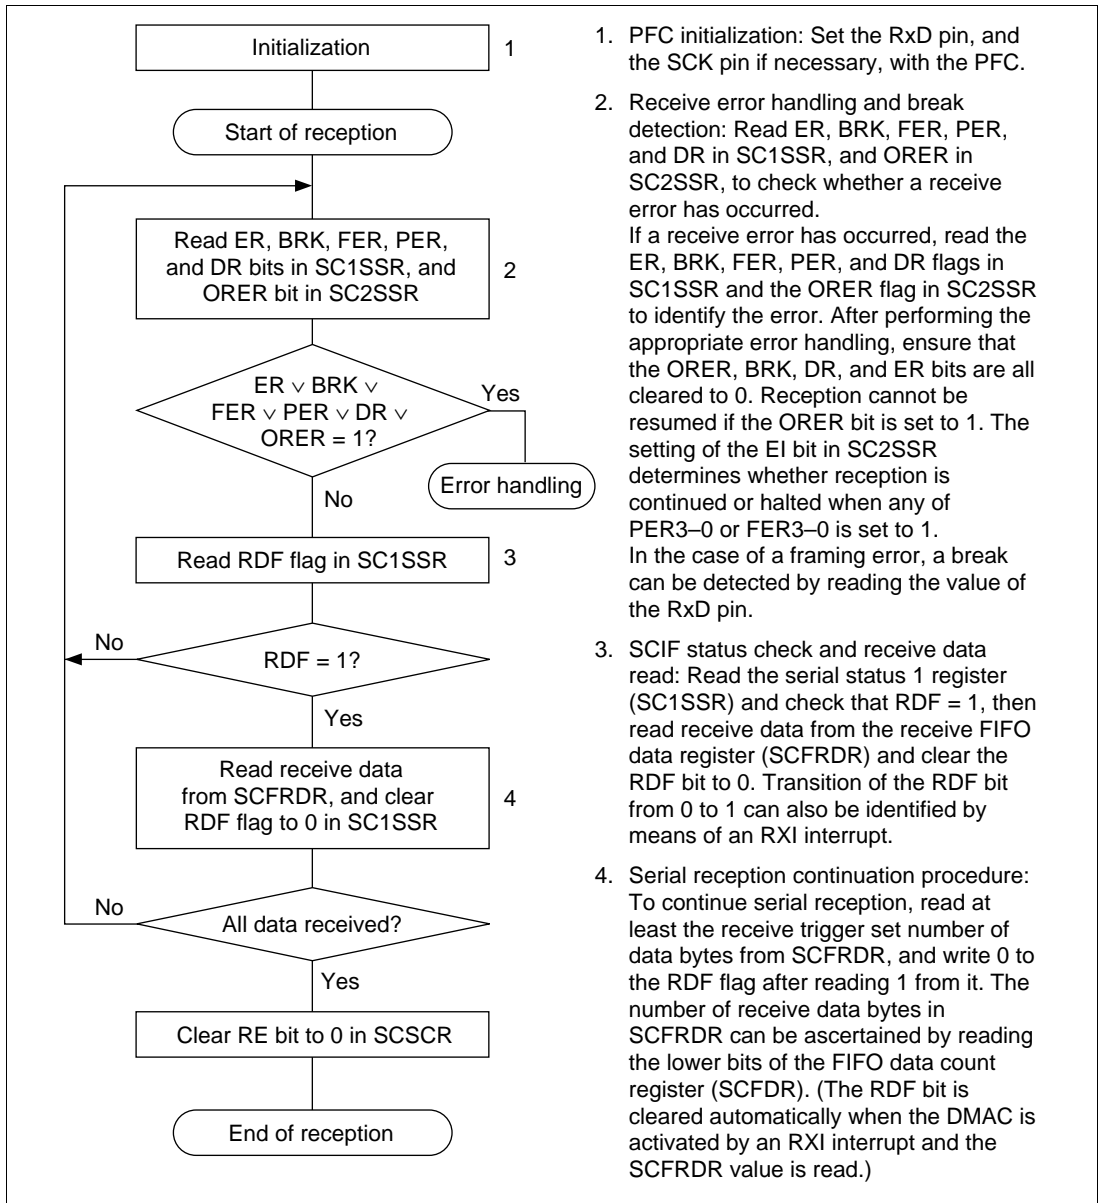 Initialization
1
Start of reception
Read ER, BRK, FER, PER,
and DR bits in SC1SSR, and
ORER bit in SC2SSR
2
ER ∨ BRK ∨
FER ∨ PER ∨ DR ∨
ORER = 1?
Yes
Error handling
No
Read RDF flag in SC1SSR
3
No
RDF = 1?
Yes
Read receive data
from SCFRDR, and clear
RDF flag to 0 in SC1SSR
4
No
All data received?
Yes
Clear RE bit to 0 in SCSCR
End of reception
1. PFC initialization: Set the RxD pin, and
the SCK pin if necessary, with the PFC.
2. Receive error handling and break
detection: Read ER, BRK, FER, PER,
and DR in SC1SSR, and ORER in
SC2SSR, to check whether a receive
error has occurred.
If a receive error has occurred, read the
ER, BRK, FER, PER, and DR flags in
SC1SSR and the ORER flag in SC2SSR
to identify the error. After performing the
appropriate error handling, ensure that
the ORER, BRK, DR, and ER bits are all
cleared to 0. Reception cannot be
resumed if the ORER bit is set to 1. The
setting of the EI bit in SC2SSR
determines whether reception is
continued or halted when any of
PER3–0 or FER3–0 is set to 1.
In the case of a framing error, a break
can be detected by reading the value of
the RxD pin.
3. SCIF status check and receive data
read: Read the serial status 1 register
(SC1SSR) and check that RDF = 1, then
read receive data from the receive FIFO
data register (SCFRDR) and clear the
RDF bit to 0. Transition of the RDF bit
from 0 to 1 can also be identified by
means of an RXI interrupt.
4. Serial reception continuation procedure:
To continue serial reception, read at
least the receive trigger set number of
data bytes from SCFRDR, and write 0 to
the RDF flag after reading 1 from it. The
number of receive data bytes in
SCFRDR can be ascertained by reading
the lower bits of the FIFO data count
register (SCFDR). (The RDF bit is
cleared automatically when the DMAC is
activated by an RXI interrupt and the
SCFRDR value is read.)